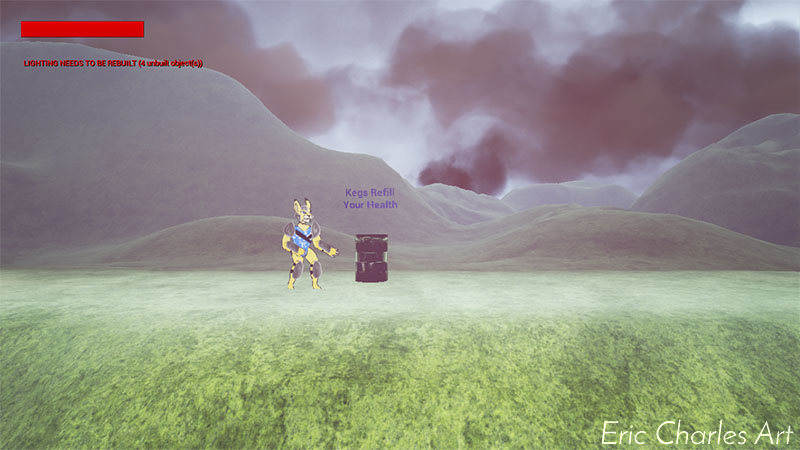 LIGHTING NEEDS TO BE REBUILT (4 unbuilt object(s))
Kegs Refill
Your Health
Eric Charles Art